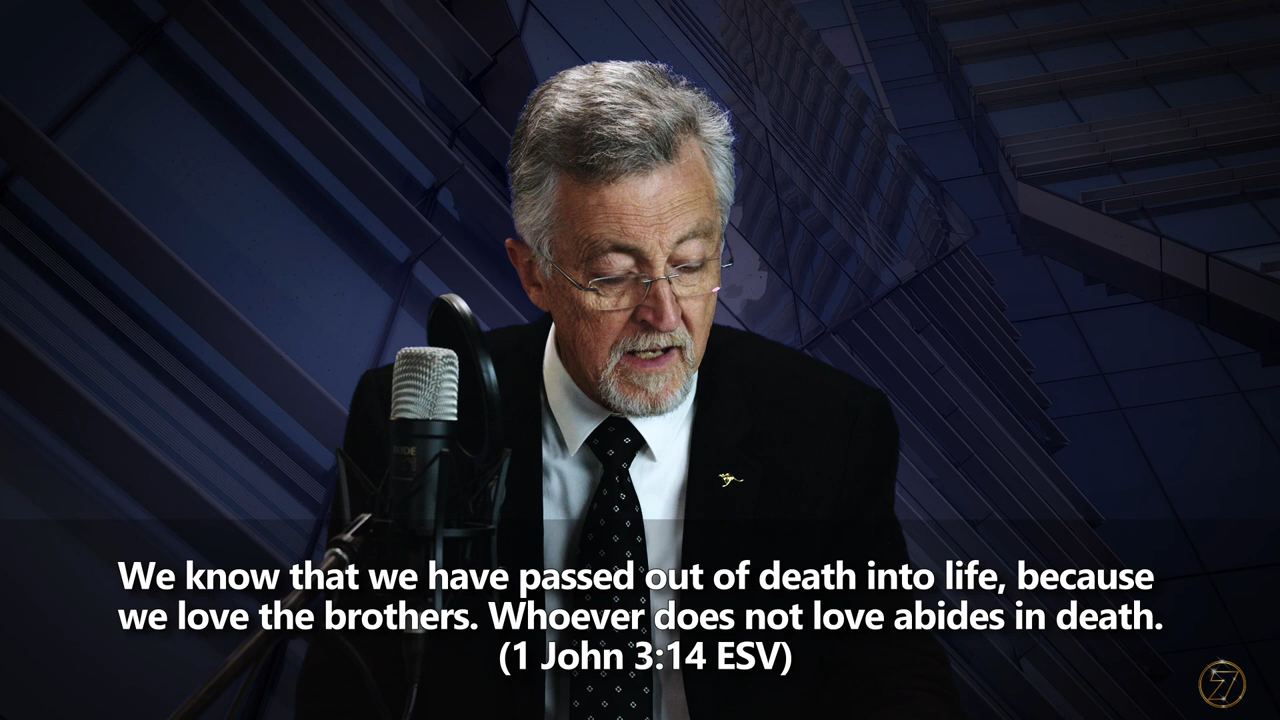 RODE
We know that we have passed out of death into life, because
we love the brothers. Whoever does not love abides in death.
(1 John 3:14 ESV)